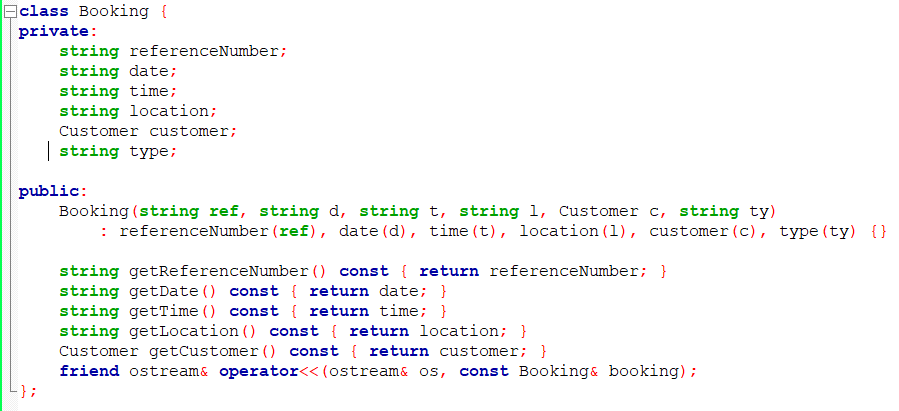 class Booking {
private:
    string referenceNumber;
    string date;
    string time;
    string location;
    Customer customer;
    string type;
public:
    Booking(string ref, string d, string t, string l, Customer c, string ty)
        : referenceNumber(ref), date(d), time(t), location(l), customer(c), type(ty) {}
    string getReferenceNumber() const { return referenceNumber; }
    string getDate() const { return date; }
    string getTime() const { return time; }
    string getLocation() const { return location; }
    Customer getCustomer() const { return customer; }
    friend ostream& operator<<(ostream& os, const Booking& booking);
};